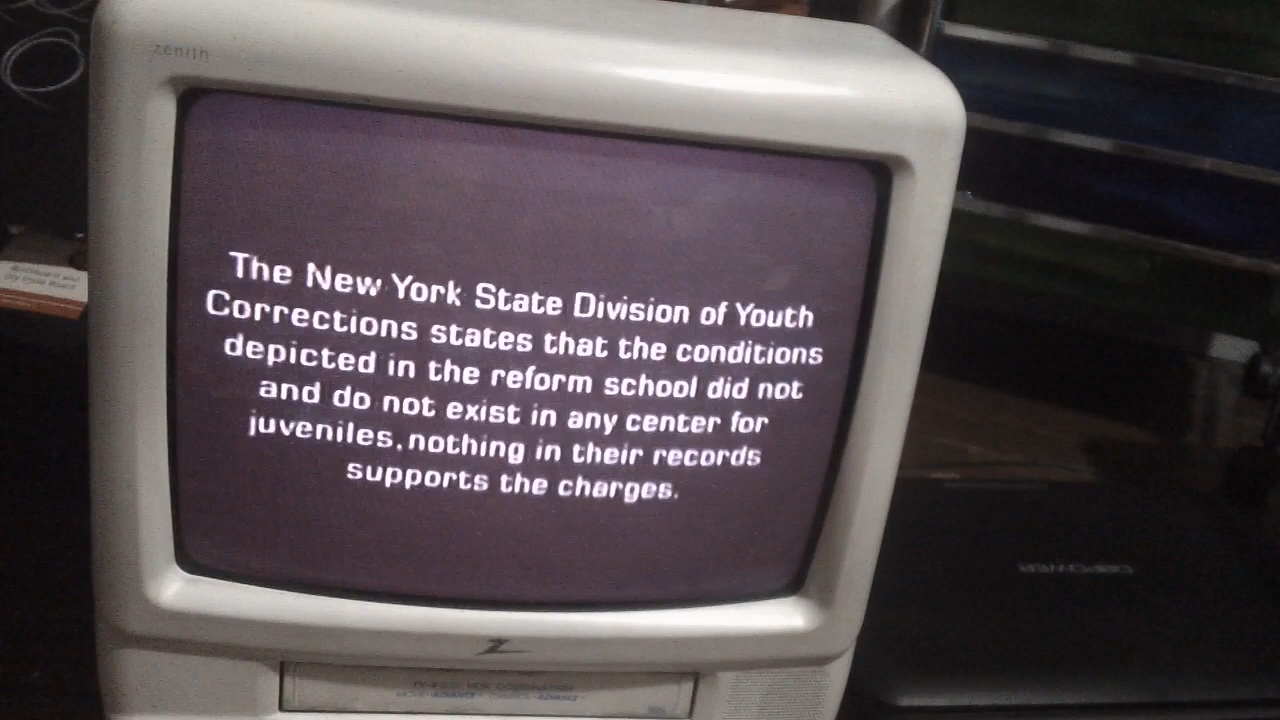 zenith
The New York State Division of Youth
Corrections states that the conditions
depicted in the reform school did not
and do not exist in any center for
juveniles, nothing in their records
supports the charges.